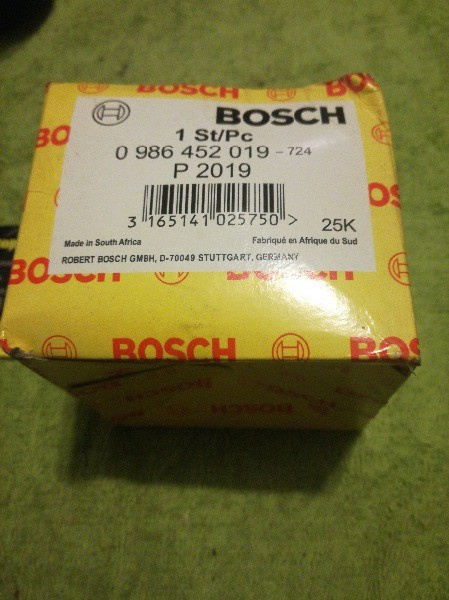 BOSCH
BOSCH
1 St/Pc
0 986 452 019 - 724
P 2019
3 165141 025750 >
25K
Made in South Africa
Fabriqué en Afrique du Sud
ROBERT BOSCH GMBH, D-70049 STUTTGART, GERMANY
BOSCH
BOSCH
BOSCH